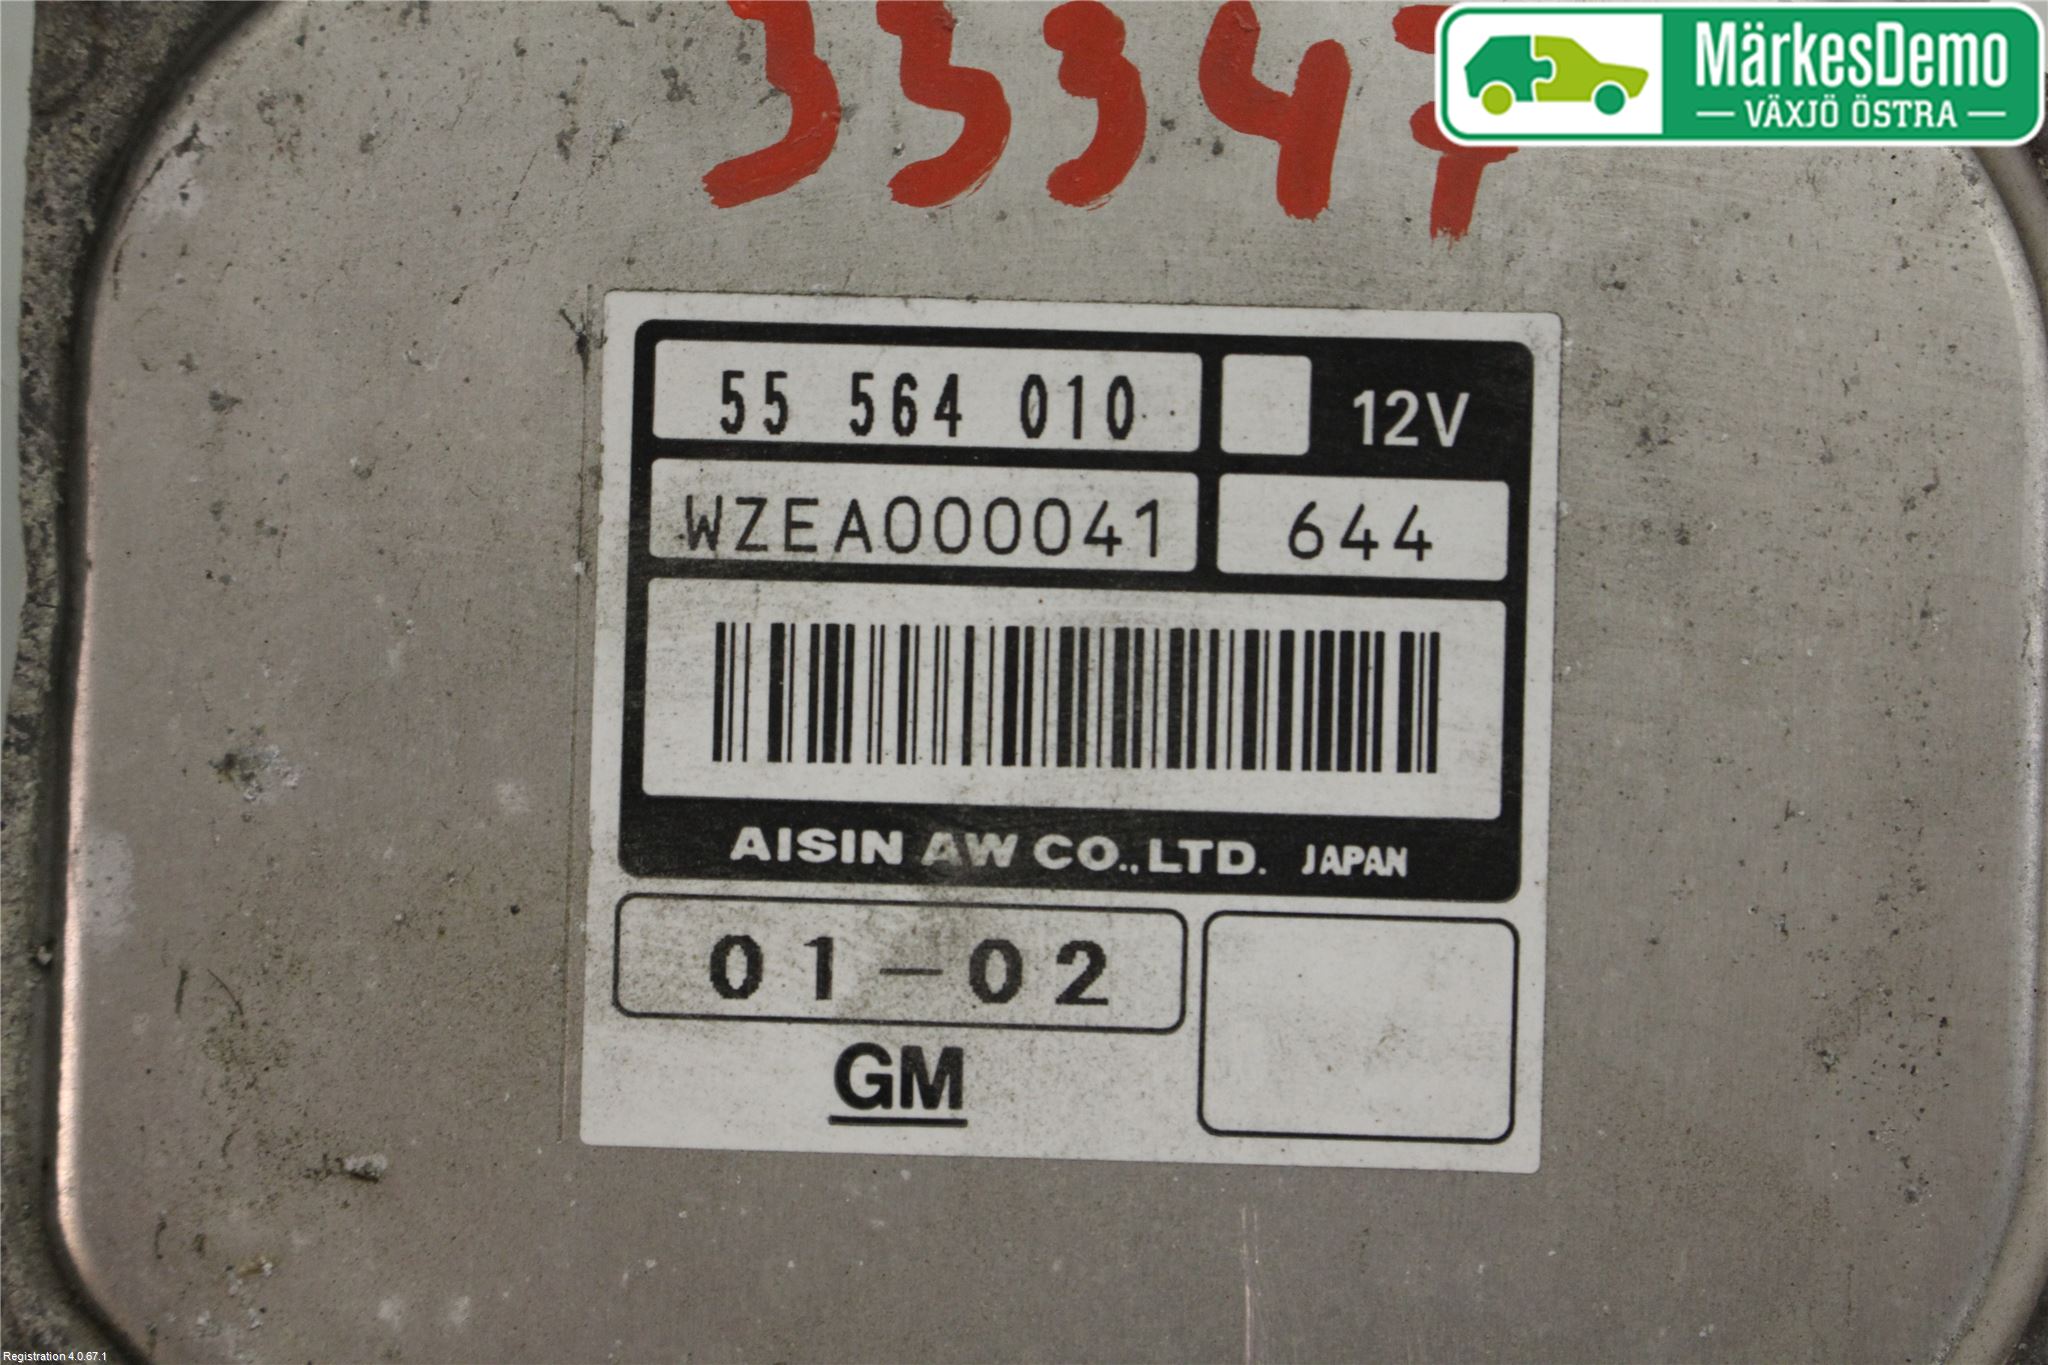 33347
MärkesDemo
VÄXJÖ ÖSTRA
55 564 010
12V
WZEA000041
644
AISIN AW CO.,LTD. JAPAN
01-02
GM
Registration 4.0.67.1